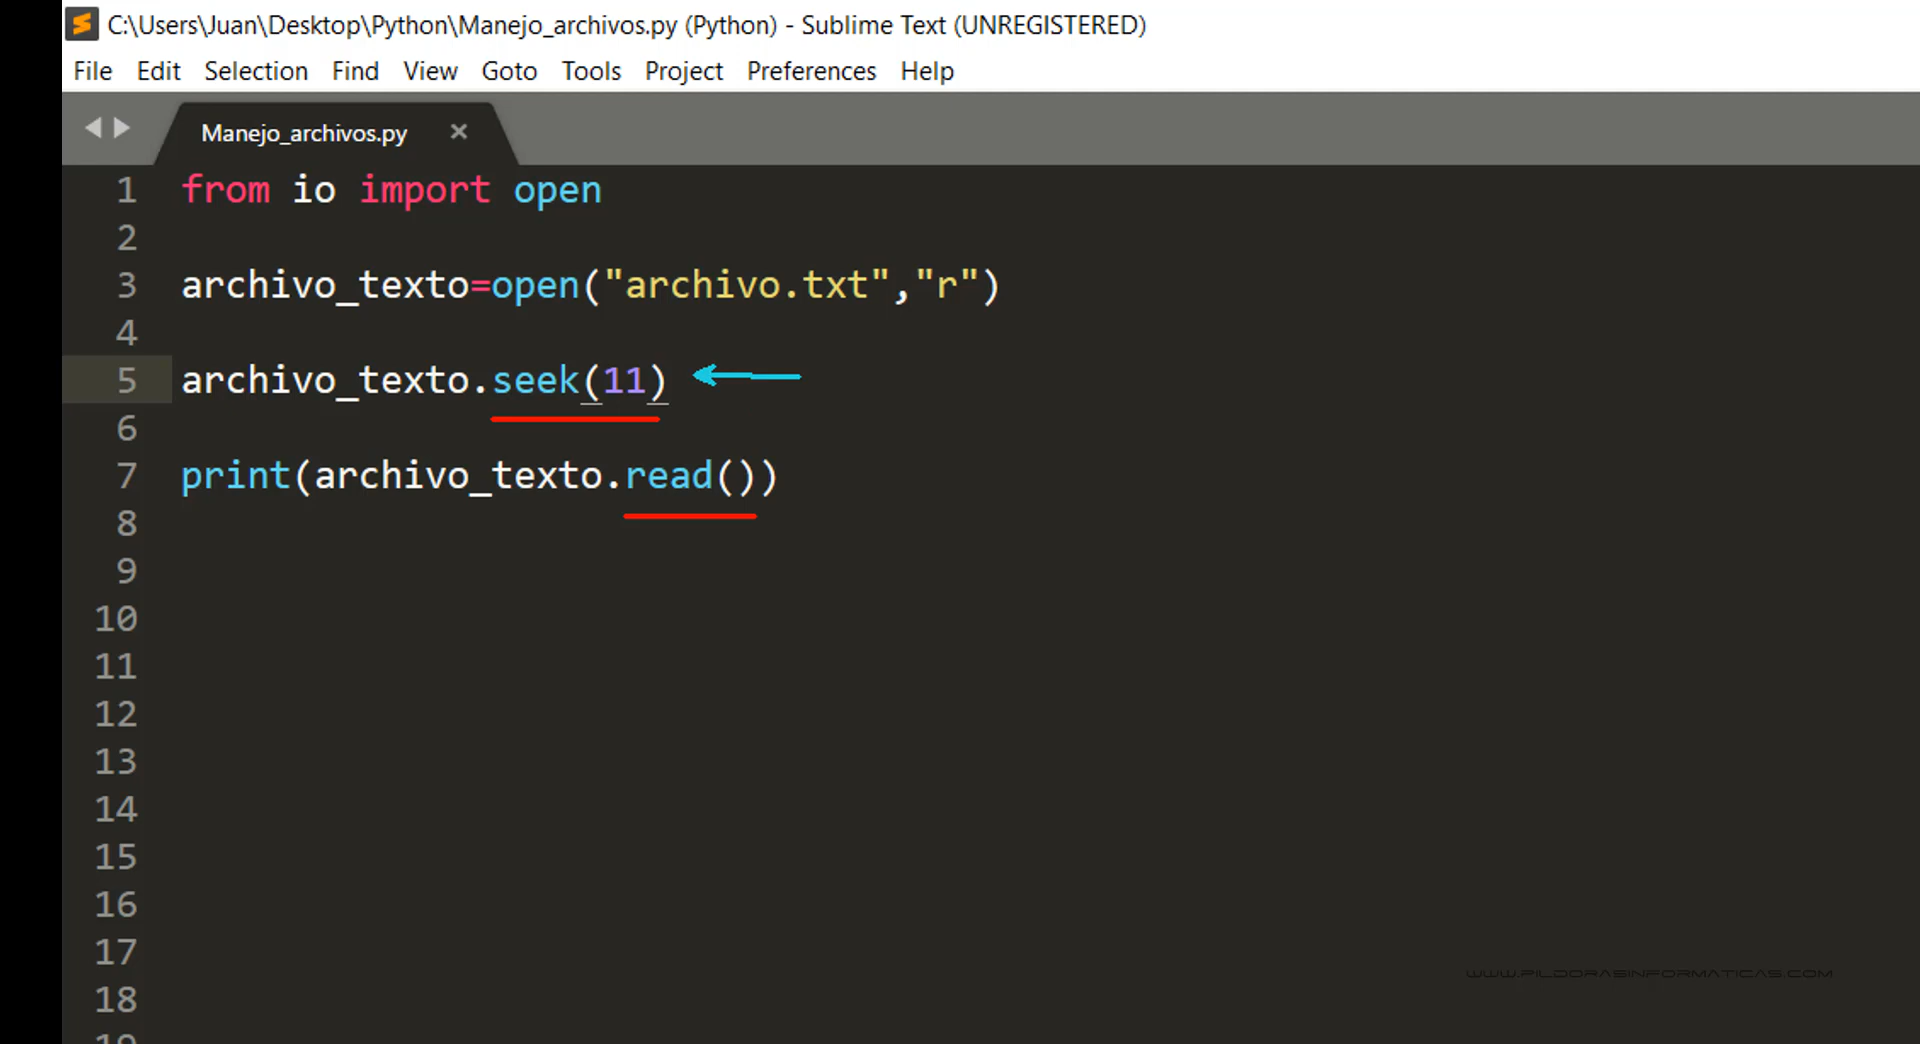 C:\Users\Juan\Desktop\Python\Manejo_archivos.py (Python) - Sublime Text (UNREGISTERED)
File Edit Selection Find View Goto Tools Project Preferences Help
Manejo_archivos.py
1 from io import open
2
3 archivo_texto=open("archivo.txt","r")
4
5 archivo_texto.seek(11)
6
7 print(archivo_texto.read())
8
9
10
11
12
13
14
15
16
17
18
19
WWW.PILDORASINFORMATICAS.COM